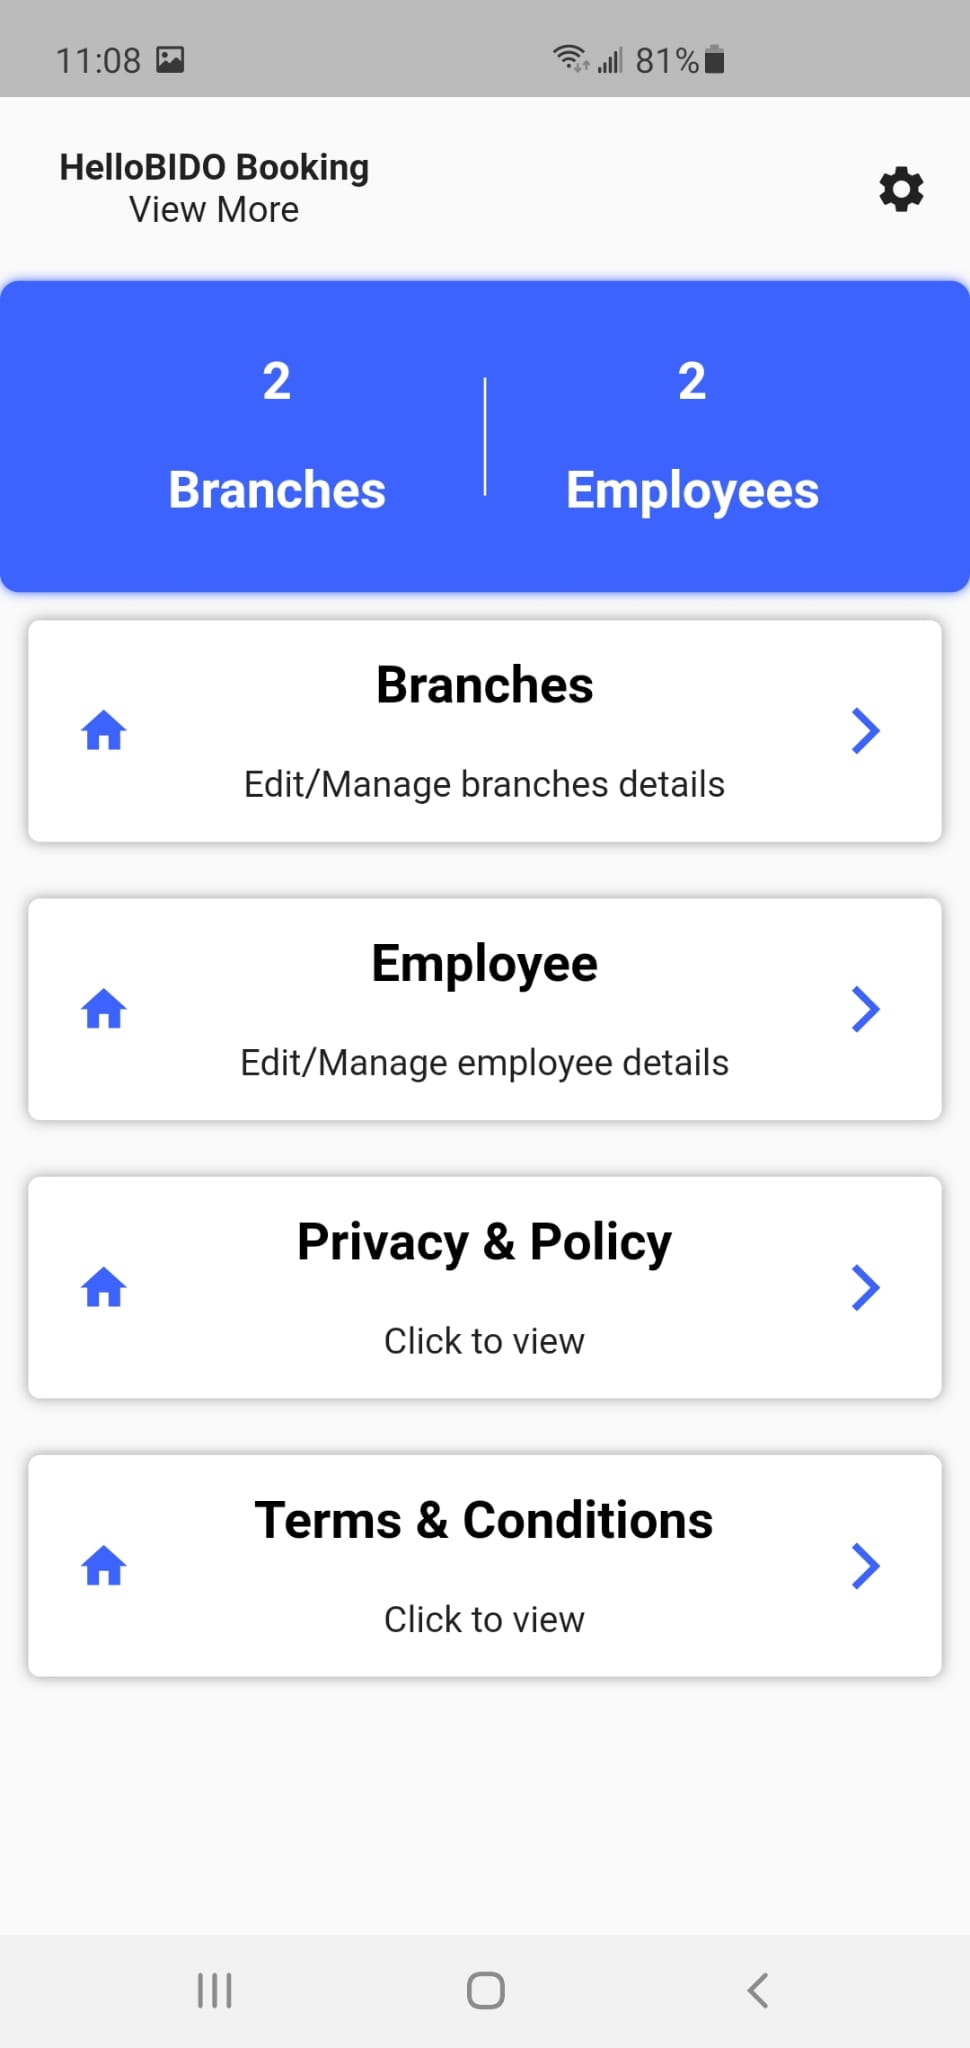 11:08
81%
HelloBIDO Booking
View More
2
Branches
2
Employees
Branches
Edit/Manage branches details
Employee
Edit/Manage employee details
Privacy & Policy
Click to view
Terms & Conditions
Click to view